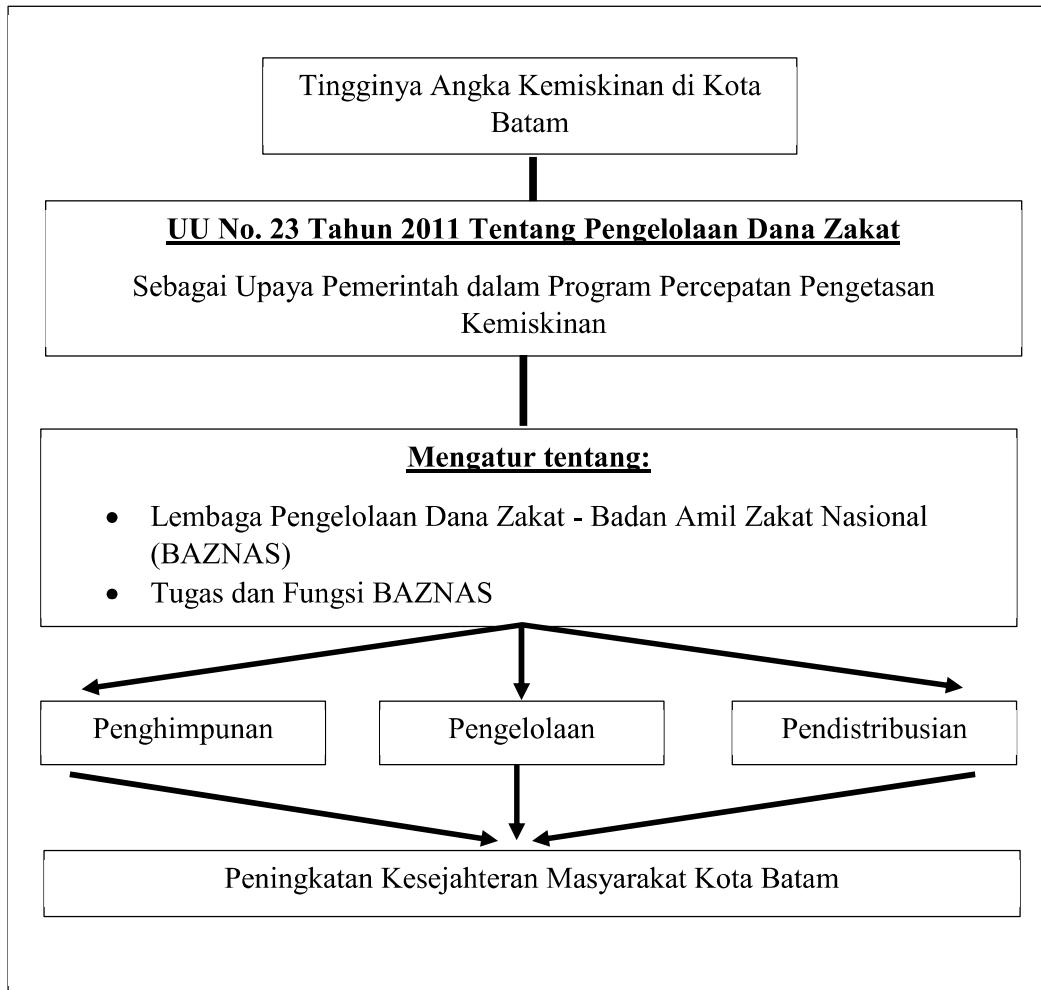 Tingginya Angka Kemiskinan di Kota
Batam
UU No. 23 Tahun 2011 Tentang Pengelolaan Dana Zakat
Sebagai Upaya Pemerintah dalam Program Percepatan Pengetasan
Kemiskinan
Mengatur tentang:
• Lembaga Pengelolaan Dana Zakat - Badan Amil Zakat Nasional
(BAZNAS)
• Tugas dan Fungsi BAZNAS
Penghimpunan
Pengelolaan
Pendistribusian
Peningkatan Kesejahteran Masyarakat Kota Batam